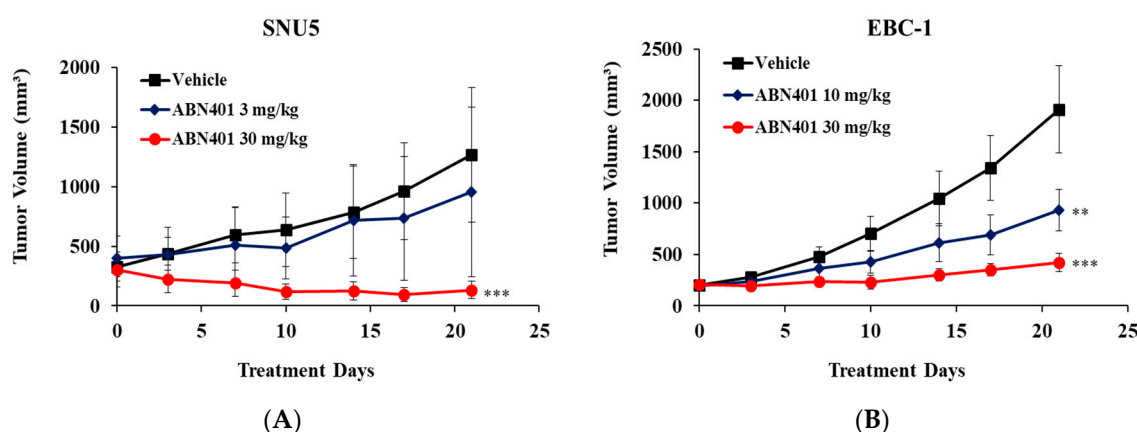 SNU5
Tumor Volume (mm³)
2000
1500
1000
500
0
Vehicle
ABN401 3 mg/kg
ABN401 30 mg/kg
***
0 5 10 15 20 25
Treatment Days
(A)
EBC-1
Tumor Volume (mm³)
2500
2000
1500
1000
500
0
Vehicle
ABN401 10 mg/kg
ABN401 30 mg/kg
**
***
0 5 10 15 20 25
Treatment Days
(B)